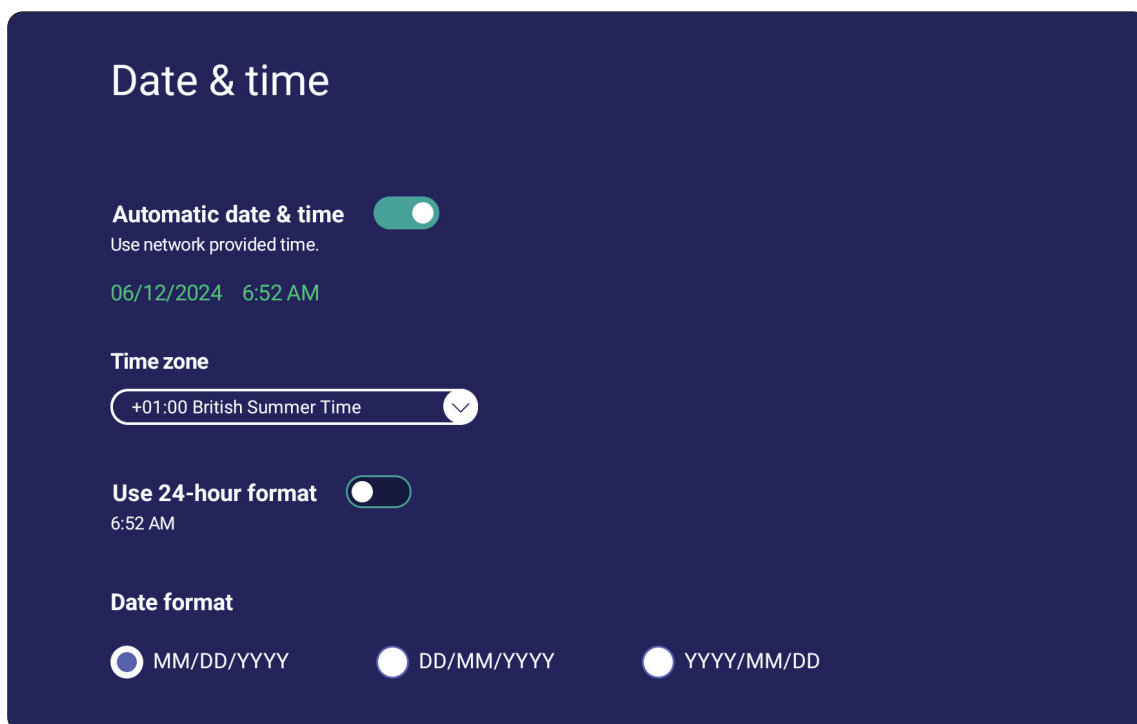 Date & time
Automatic date & time
Use network provided time.
06/12/2024 6:52 AM
Time zone
+01:00 British Summer Time
Use 24-hour format
6:52 AM
Date format
MM/DD/YYYY DD/MM/YYYY YYYY/MM/DD